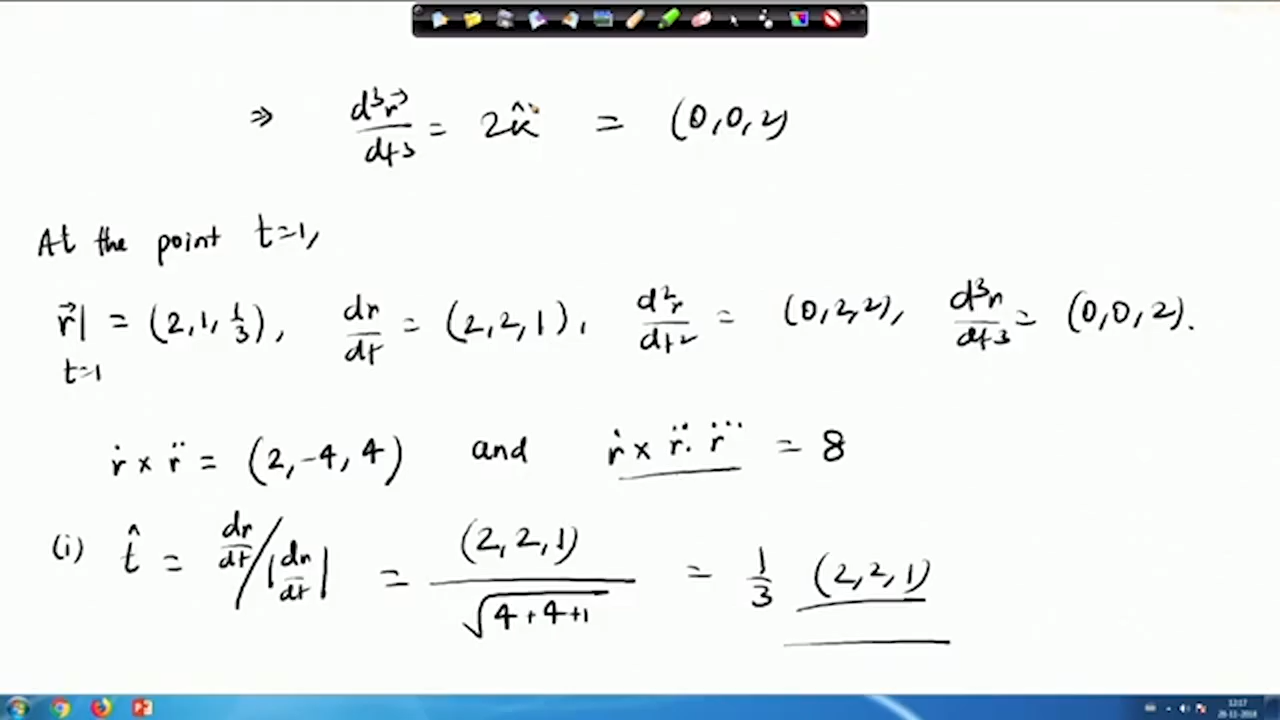 ⇒ d³r⃗/dt3 = 2k̂ = (0,0,2)
At the point t=1,
r⃗|t=1 = (2,1,1/3), dr/dt = (2,2,1), d²r/dt² = (0,2,2), d³r/dt3 = (0,0,2).
ṙ × r̈ = (2,-4,4) and ṙ × r̈. r⃛ = 8
(i) t̂ = dr/dt/|dr/dt| = (2,2,1)/√4+4+1 = 1/3 (2,2,1)
12:17